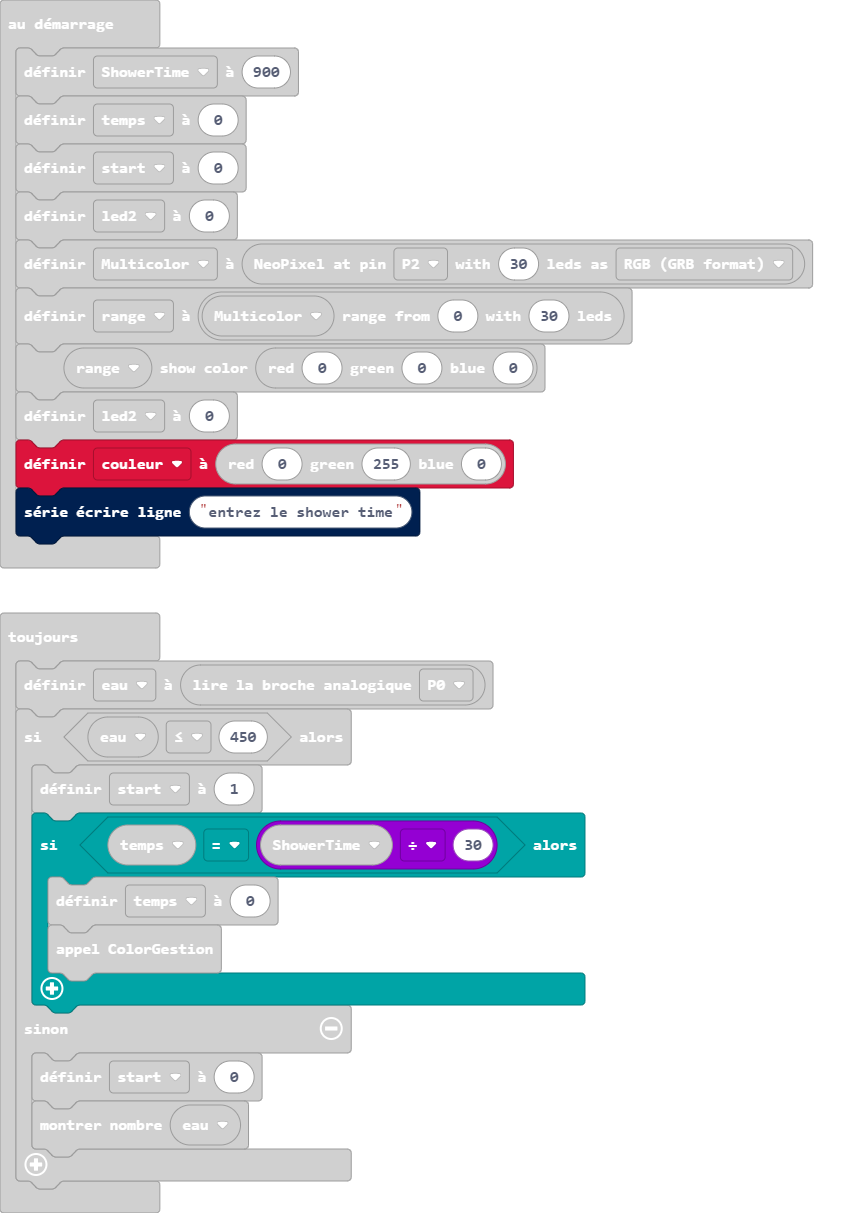 au démarrage
définir ShowerTime à 900
définir temps à 0
définir start à 0
définir led2 à 0
définir Multicolor à NeoPixel at pin P2 with 30 leds as RGB (GRB format)
définir range à Multicolor range from 0 with 30 leds
range show color red 0 green 0 blue 0
définir led2 à 0
définir couleur à red 0 green 255 blue 0
série écrire ligne "entrez le shower time"
toujours
définir eau à lire la broche analogique P0
si eau ≤ 450 alors
définir start à 1
si temps = ShowerTime ÷ 30 alors
définir temps à 0
appel ColorGestion
sinon
définir start à 0
montrer nombre eau